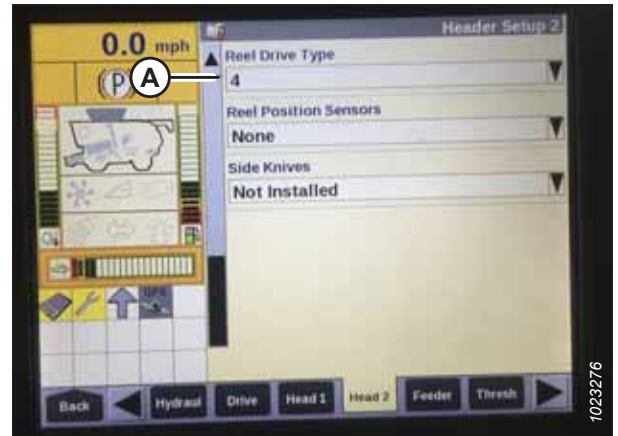 0.0 mph
Header Setup 2
Reel Drive Type
(P)
A
4
Reel Position Sensors
None
Side Knives
Not Installed
Back
Hydraul
Drive
Head 1
Head 2
Feeder
Thresh
1023276